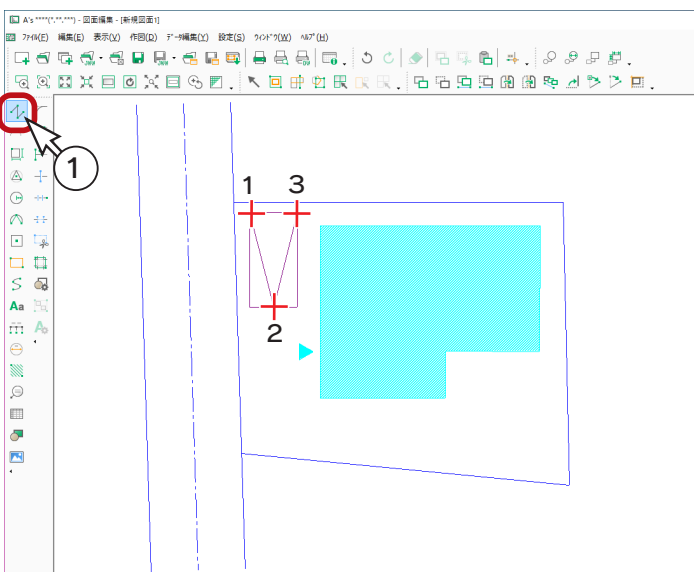 A's ****(*.**.***) - 図面編集 - [新規図面1]
ﾌｧｲﾙ(F) 編集(E) 表示(V) 作図(D) ﾃﾞｰﾀ編集(Y) 設定(S) ｳｨﾝﾄﾞｳ(W) ﾍﾙﾌﾟ(H)
JWW JWW
1
1 3
2
Aa